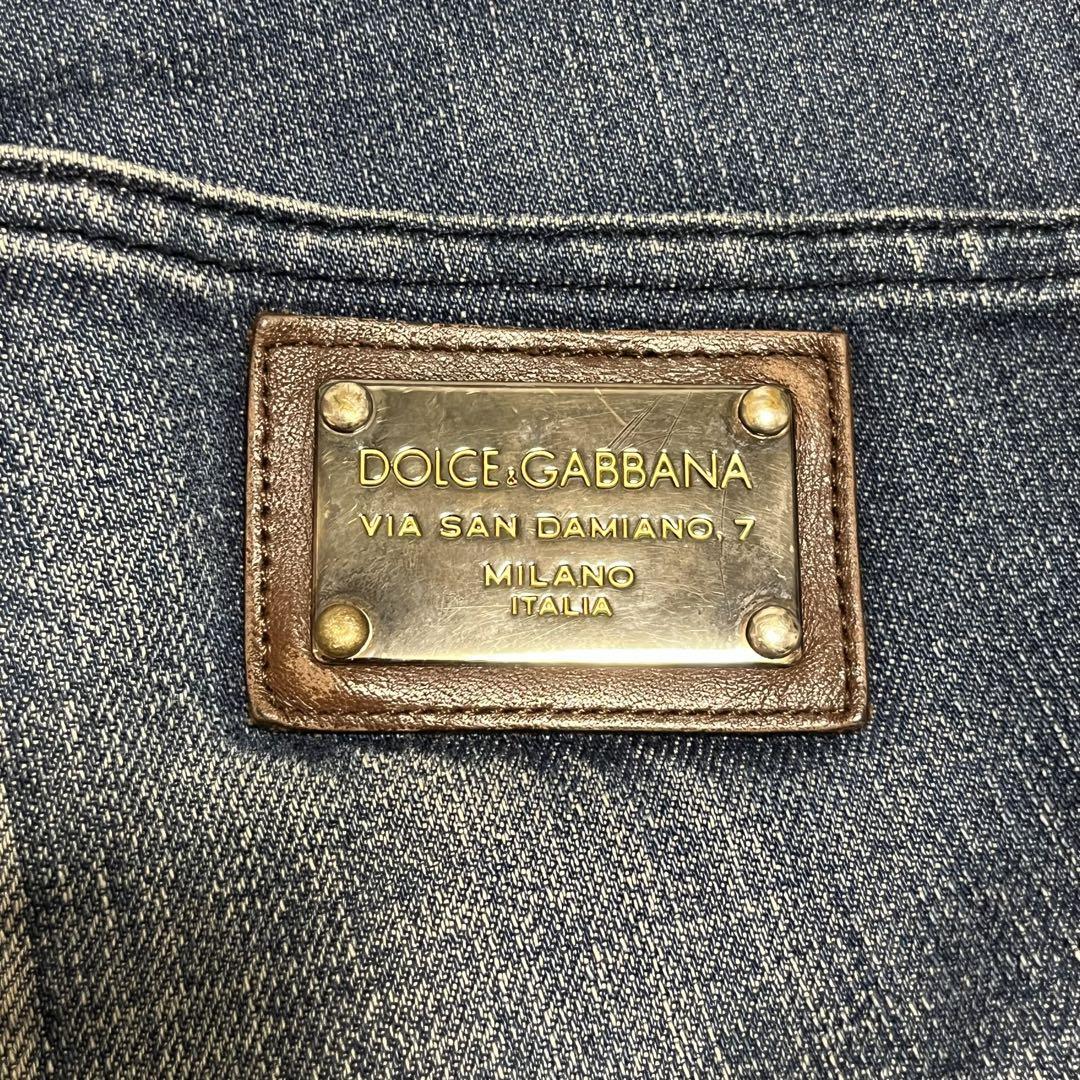 DOLCE&GABBANA
VIA SAN DAMIANO, 7
MILANO
ITALIA